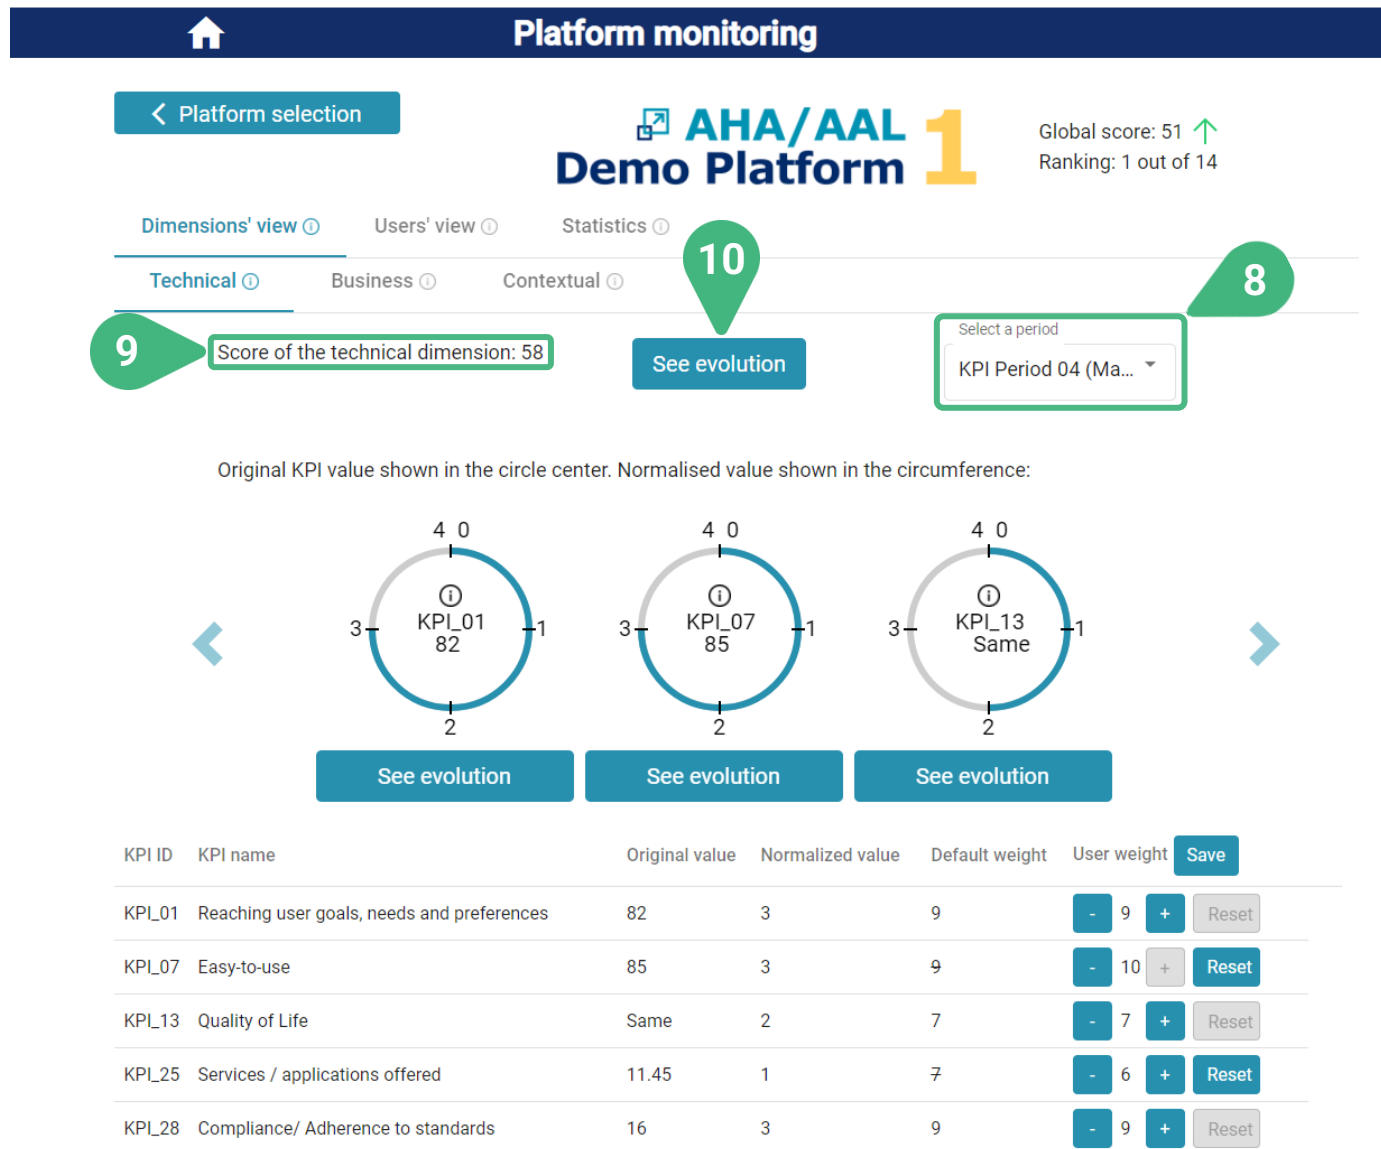 Platform monitoring
Platform selection
AHA/AAL
Demo Platform
1
Global score: 51
Ranking: 1 out of 14
Dimensions' view
Users' view
Statistics
10
8
Technical
Business
Contextual
9
Score of the technical dimension: 58
See evolution
Select a period
KPI Period 04 (Ma...
Original KPI value shown in the circle center. Normalised value shown in the circumference:
4 0
4 0
4 0
3
KPI_01
82
1
2
3
KPI_07
85
1
2
3
KPI_13
Same
1
2
See evolution
See evolution
See evolution
KPI ID KPI name Original value Normalized value Default weight User weight Save
KPI_01 Reaching user goals, needs and preferences 82 3 9 - 9 + Reset
KPI_07 Easy-to-use 85 3 9 - 10 + Reset
KPI_13 Quality of Life Same 2 7 - 7 + Reset
KPI_25 Services / applications offered 11.45 1 7 - 6 + Reset
KPI_28 Compliance/ Adherence to standards 16 3 9 - 9 + Reset